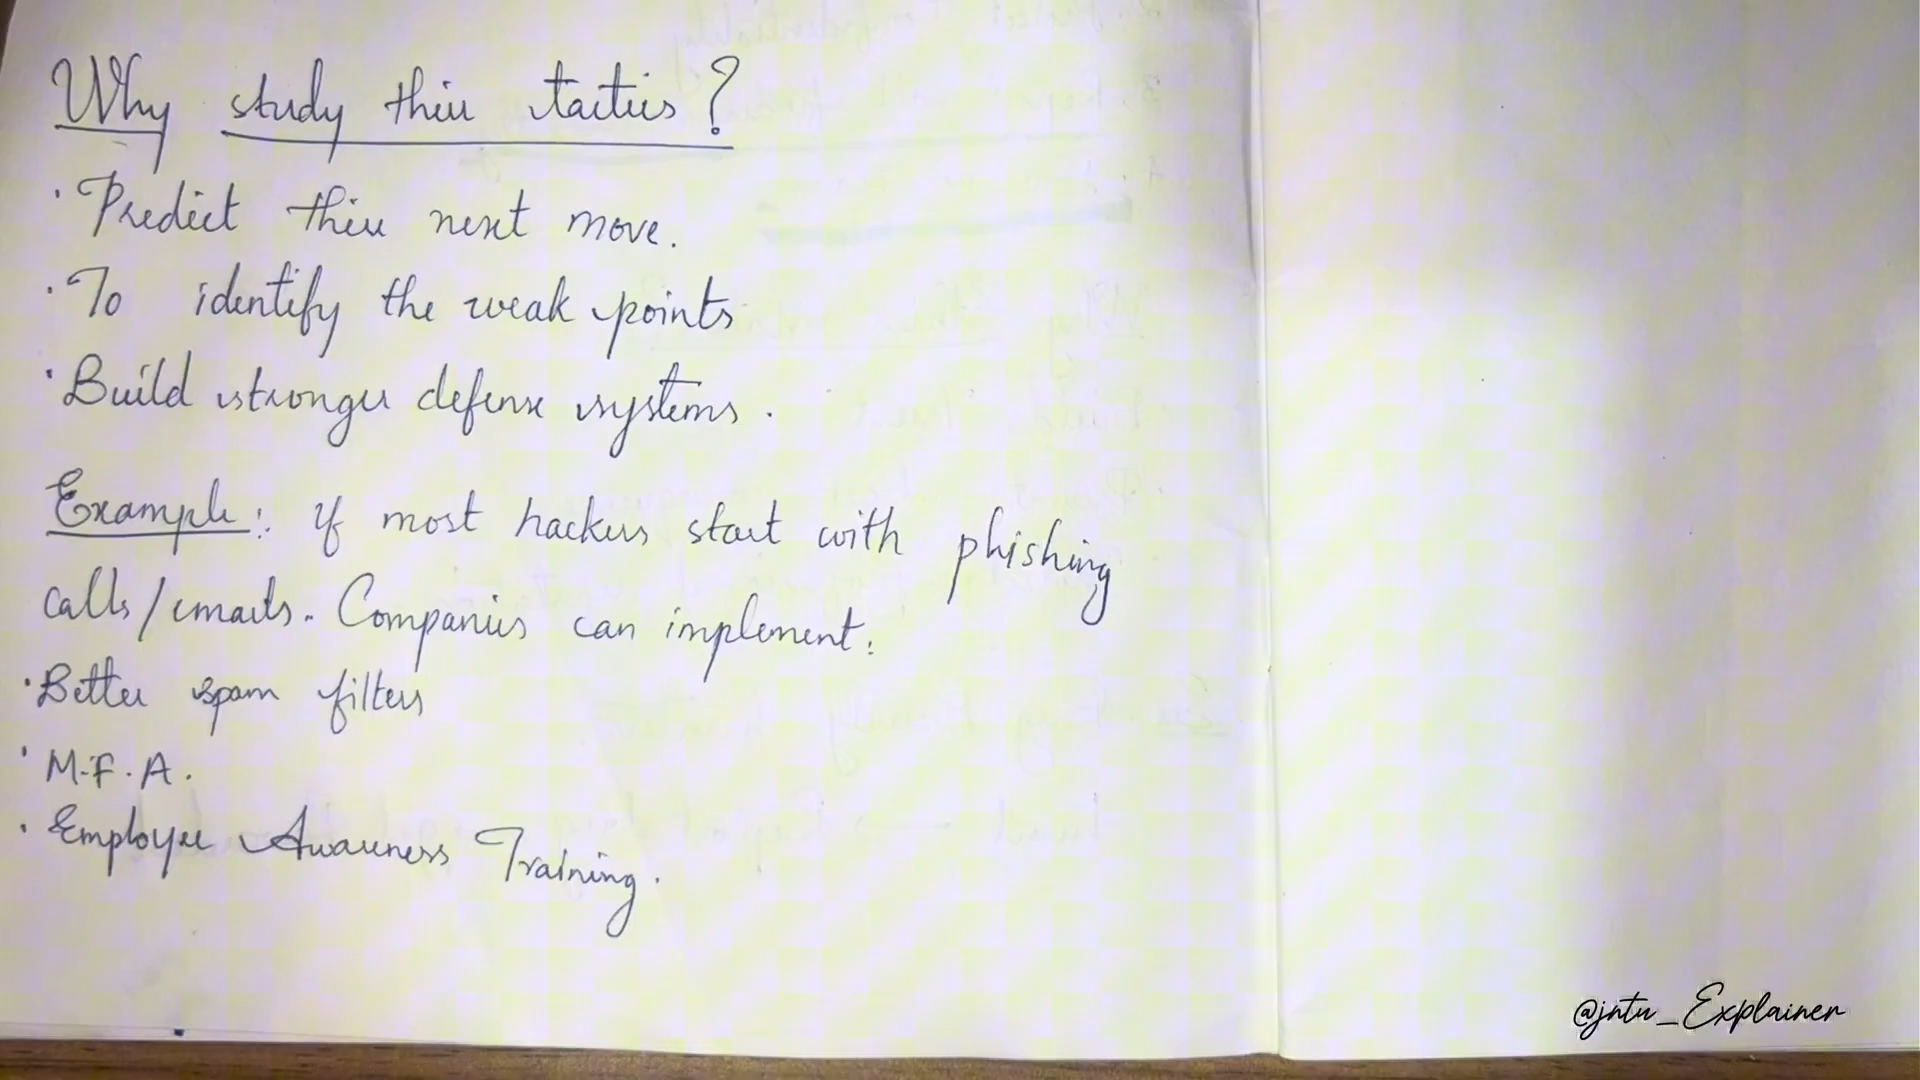 Why study their tactics?
· Predict their next move.
· To identify the weak points
· Build stronger defense systems.
Example: If most hackers start with phishing
calls/emails. Companies can implement:
· Better spam filters
· M.F.A.
· Employee Awareness Training.
@jntu_Explainer